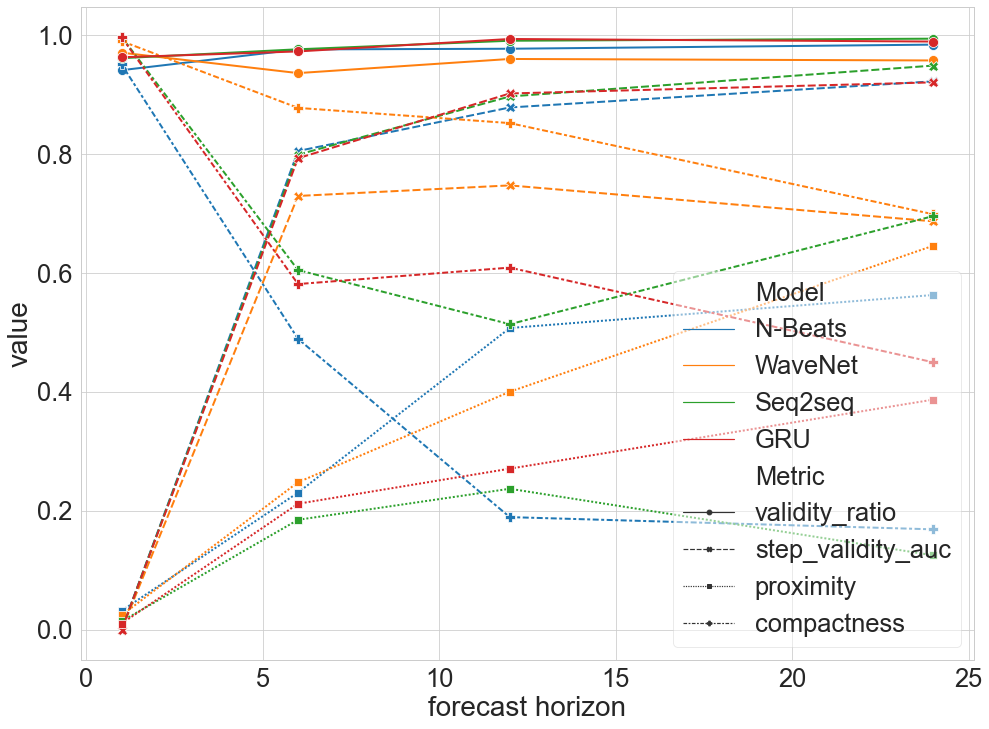 1.0
0.8
0.6
0.4
0.2
0.0
value
0 5 10 15 20 25
forecast horizon
Model
N-Beats
WaveNet
Seq2seq
GRU
Metric
validity_ratio
step_validity_auc
proximity
compactness